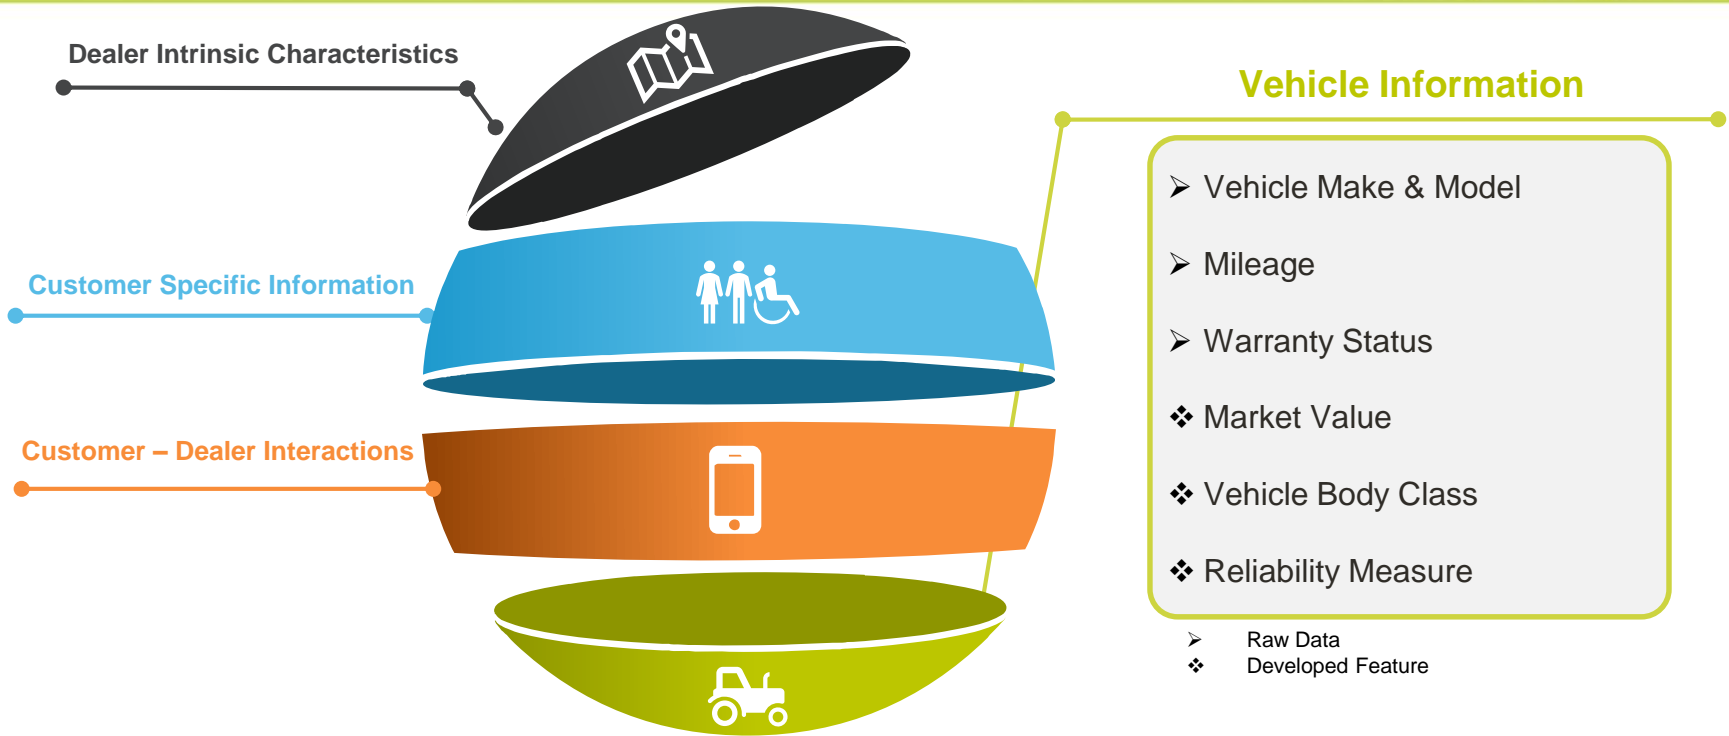 Dealer Intrinsic Characteristics
Customer Specific Information
Customer – Dealer Interactions
Vehicle Information
➢ Vehicle Make & Model
➢ Mileage
➢ Warranty Status
❖ Market Value
❖ Vehicle Body Class
❖ Reliability Measure
➢ Raw Data
❖ Developed Feature